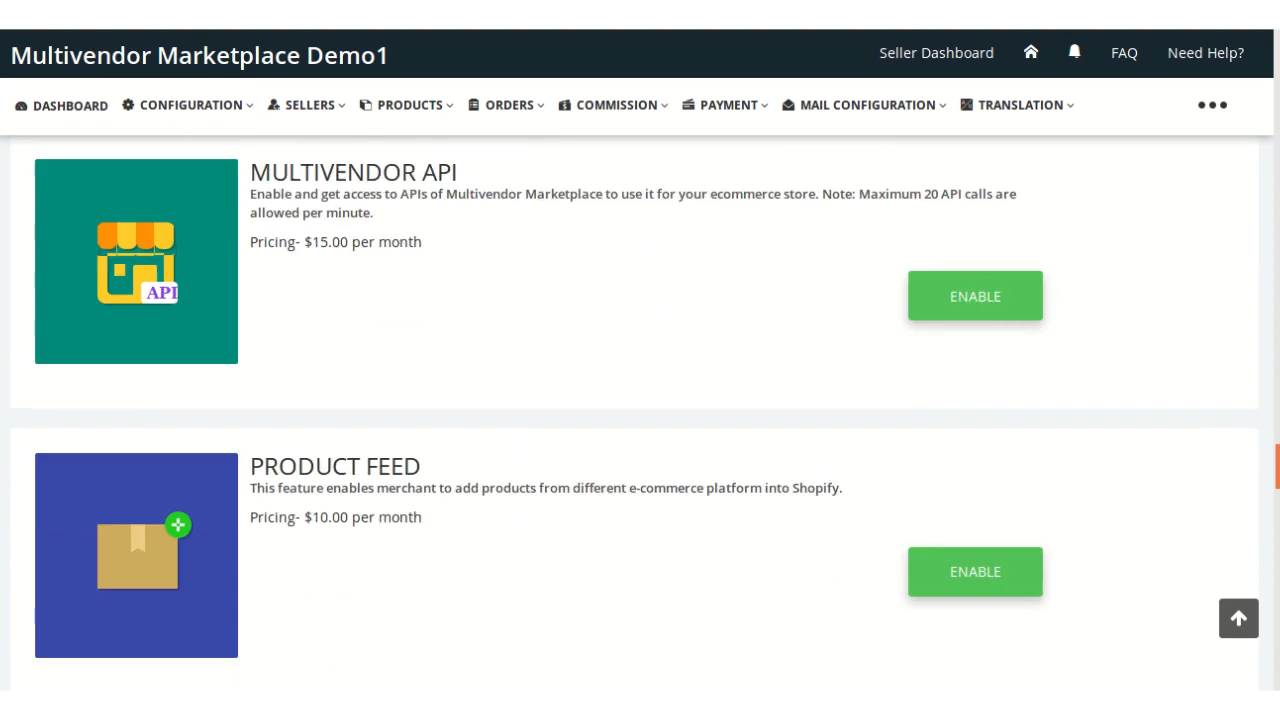 Multivendor Marketplace Demo1
Seller Dashboard FAQ Need Help?
DASHBOARD CONFIGURATION SELLERS PRODUCTS ORDERS COMMISSION PAYMENT MAIL CONFIGURATION TRANSLATION
MULTIVENDOR API
Enable and get access to APIs of Multivendor Marketplace to use it for your ecommerce store. Note: Maximum 20 API calls are
allowed per minute.
Pricing- $15.00 per month
API
ENABLE
PRODUCT FEED
This feature enables merchant to add products from different e-commerce platform into Shopify.
Pricing- $10.00 per month
ENABLE